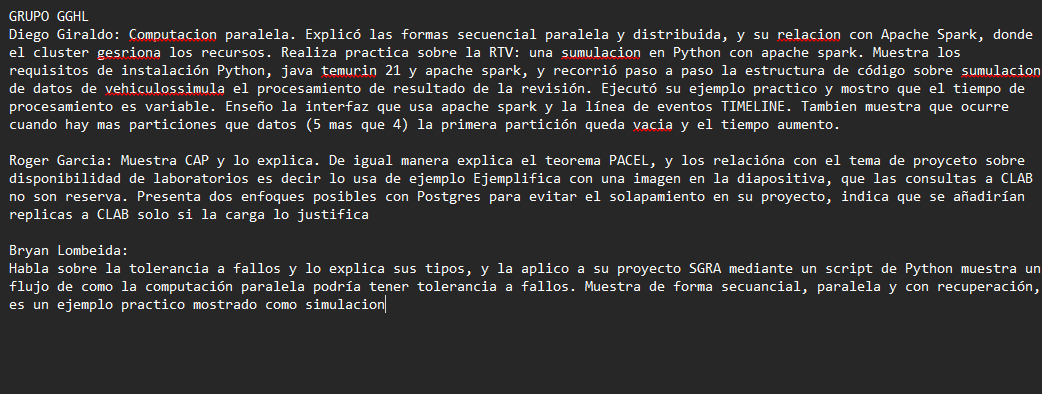 GRUPO GGHL
Diego Giraldo: Computacion paralela. Explicó las formas secuencial paralela y distribuida, y su relacion con Apache Spark, donde
el cluster gesriona los recursos. Realiza practica sobre la RTV: una sumulacion en Python con apache spark. Muestra los
requisitos de instalación Python, java temurin 21 y apache spark, y recorrió paso a paso la estructura de código sobre sumulacion
de datos de vehiculossimula el procesamiento de resultado de la revisión. Ejecutó su ejemplo practico y mostro que el tiempo de
procesamiento es variable. Enseño la interfaz que usa apache spark y la línea de eventos TIMELINE. Tambien muestra que ocurre
cuando hay mas particiones que datos (5 mas que 4) la primera partición queda vacia y el tiempo aumento.
Roger Garcia: Muestra CAP y lo explica. De igual manera explica el teorema PACEL, y los relacióna con el tema de proyceto sobre
disponibilidad de laboratorios es decir lo usa de ejemplo Ejemplifica con una imagen en la diapositiva, que las consultas a CLAB
no son reserva. Presenta dos enfoques posibles con Postgres para evitar el solapamiento en su proyecto, indica que se añadirían
replicas a CLAB solo si la carga lo justifica
Bryan Lombeida:
Habla sobre la tolerancia a fallos y lo explica sus tipos, y la aplico a su proyecto SGRA mediante un script de Python muestra un
flujo de como la computación paralela podría tener tolerancia a fallos. Muestra de forma secuancial, paralela y con recuperación,
es un ejemplo practico mostrado como simulacion